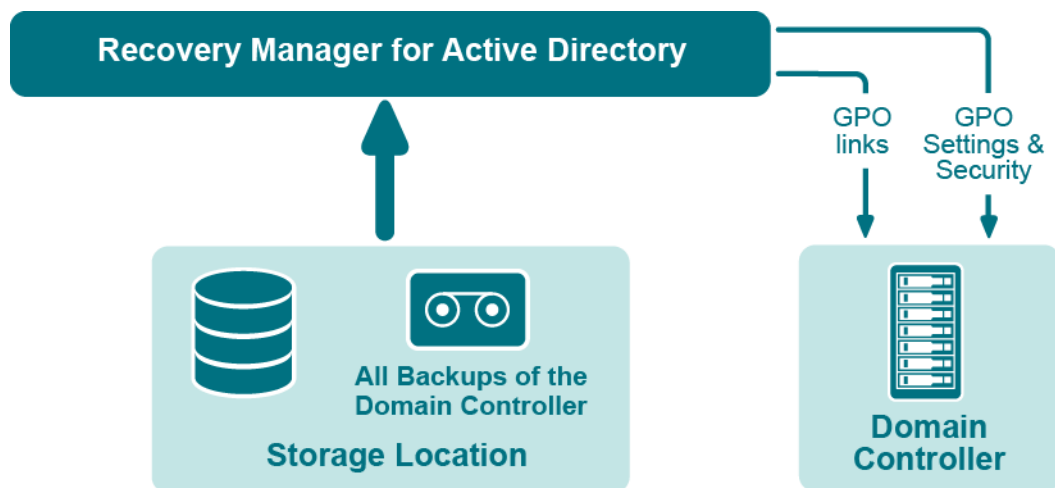 Recovery Manager for Active Directory
GPO
links
GPO
Settings &
Security
All Backups of the
Domain Controller
Storage Location
Domain
Controller